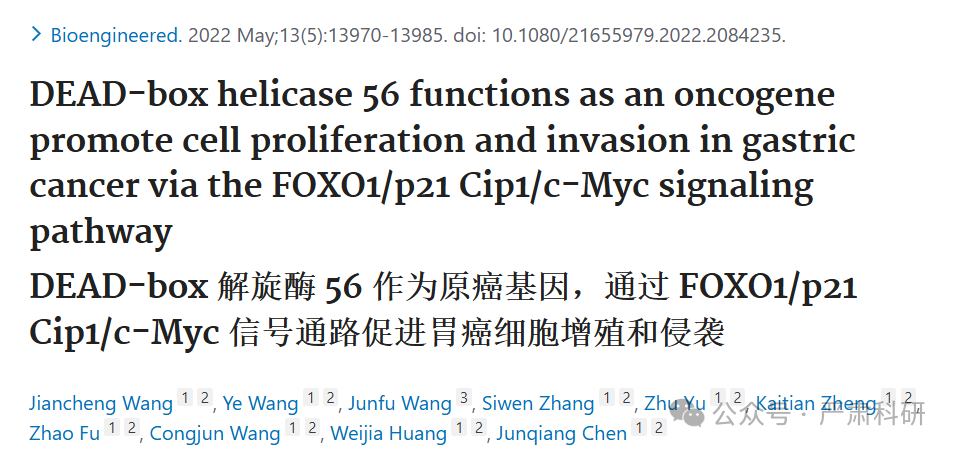 Bioengineered. 2022 May;13(5):13970-13985. doi: 10.1080/21655979.2022.2084235.
DEAD-box helicase 56 functions as an oncogene
promote cell proliferation and invasion in gastric
cancer via the FOXO1/p21 Cip1/c-Myc signaling
pathway
DEAD-box 解旋酶 56 作为原癌基因，通过 FOXO1/p21
Cip1/c-Myc 信号通路促进胃癌细胞增殖和侵袭
Jiancheng Wang 1 2, Ye Wang 1 2, Junfu Wang 3, Siwen Zhang 1 2, Zhu Yu 1 2, Kaitian Zheng 1 2,
Zhao Fu 1 2, Congjun Wang 1 2, Weijia Huang 1 2, Junqiang Chen 1 2
公众号 · 严肃科研